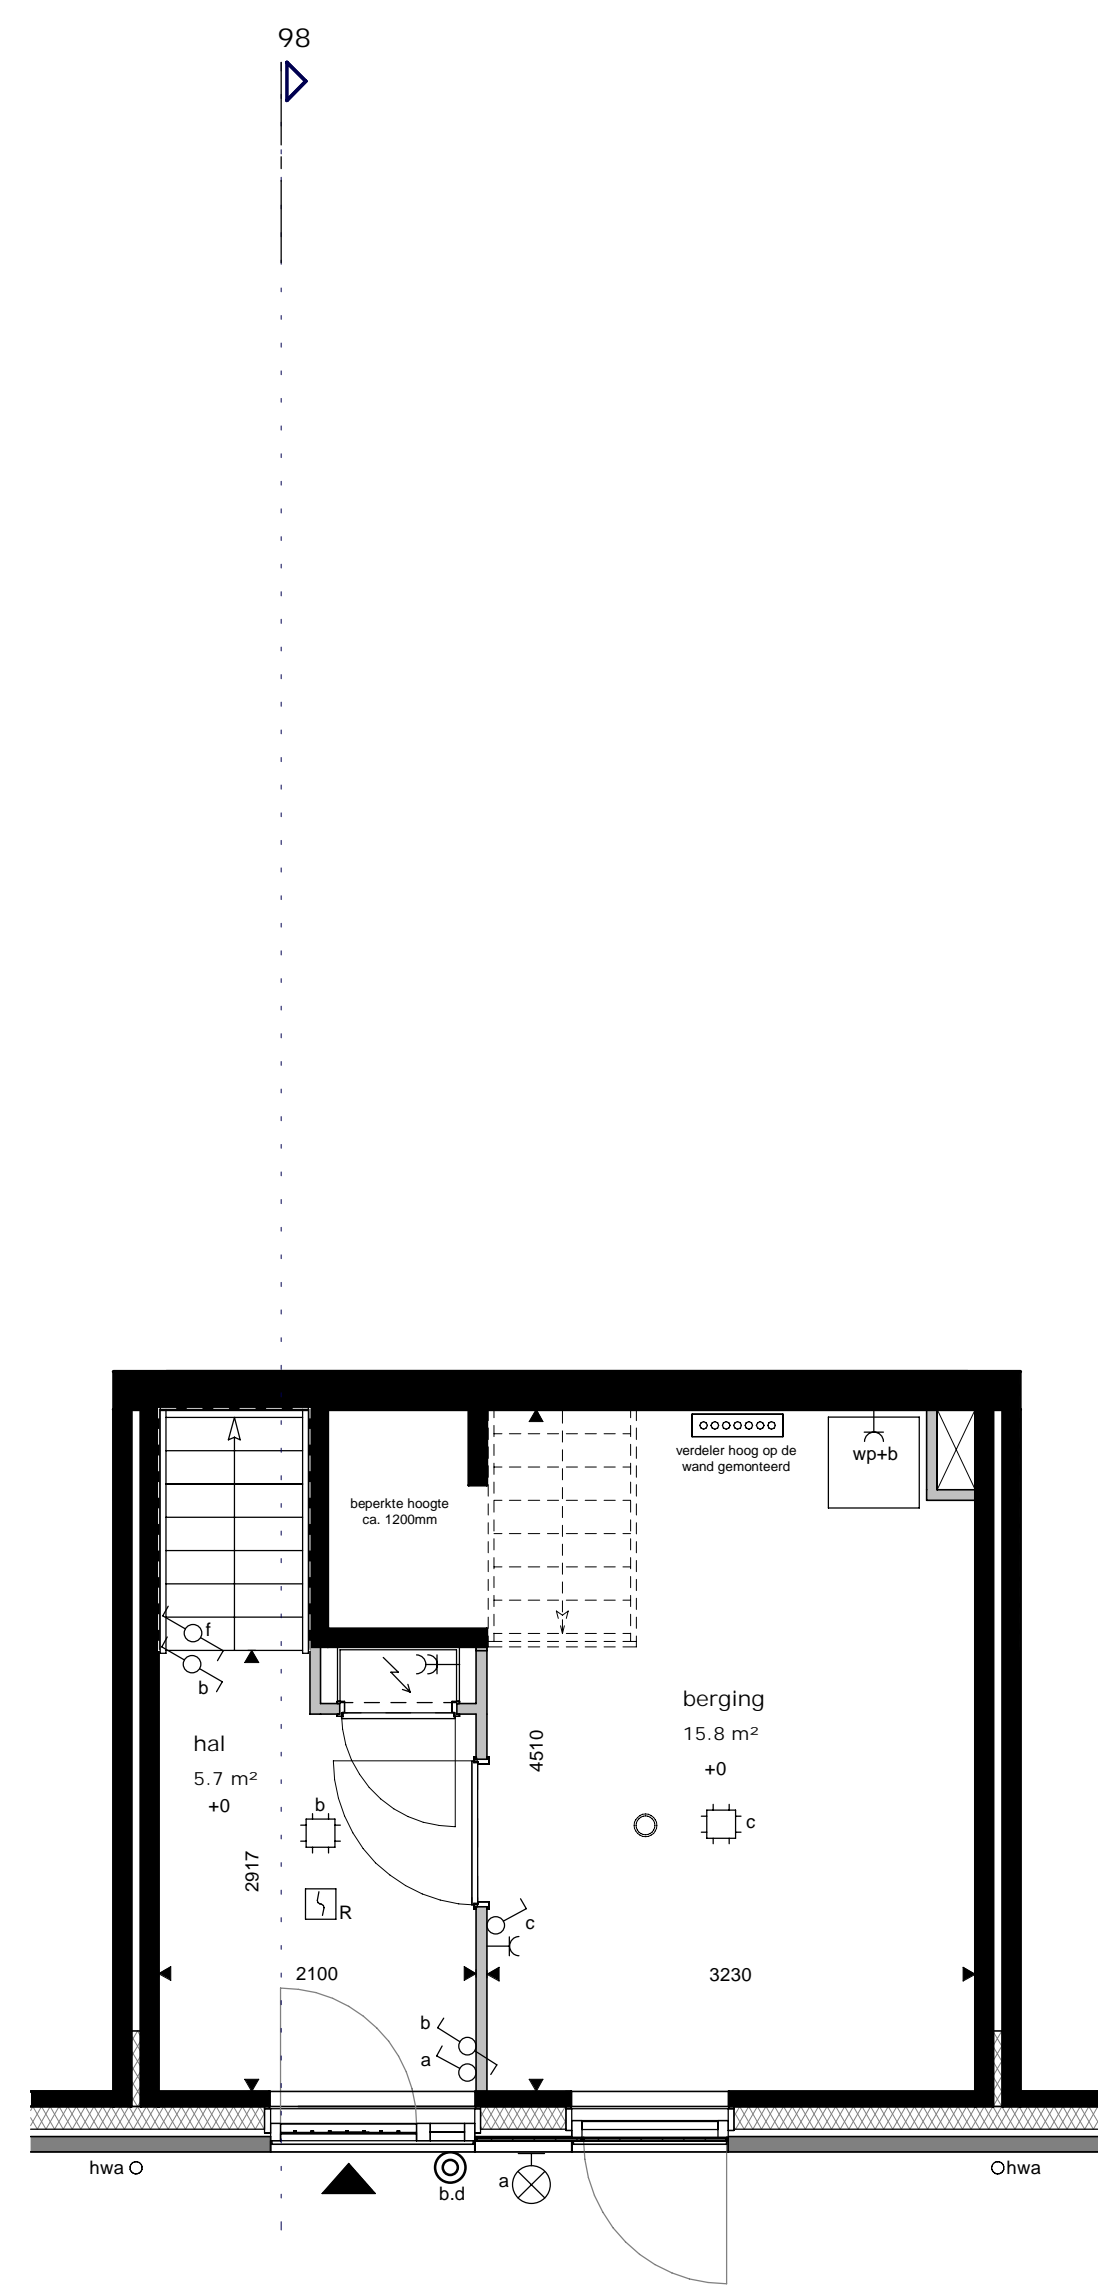 98
verdeler hoog op de
wand gemonteerd
wp+b
beperkte hoogte
ca. 1200mm
f
b
hal
5.7 m²
+0
berging
15.8 m²
+0
4510
b
c
2917
R
c
2100
3230
b
a
hwa
b.d
a
hwa